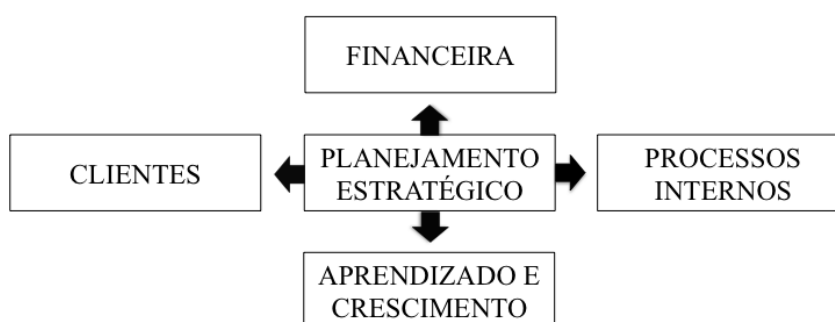 FINANCEIRA
CLIENTES
PLANEJAMENTO
ESTRATÉGICO
PROCESSOS
INTERNOS
APRENDIZADO E
CRESCIMENTO